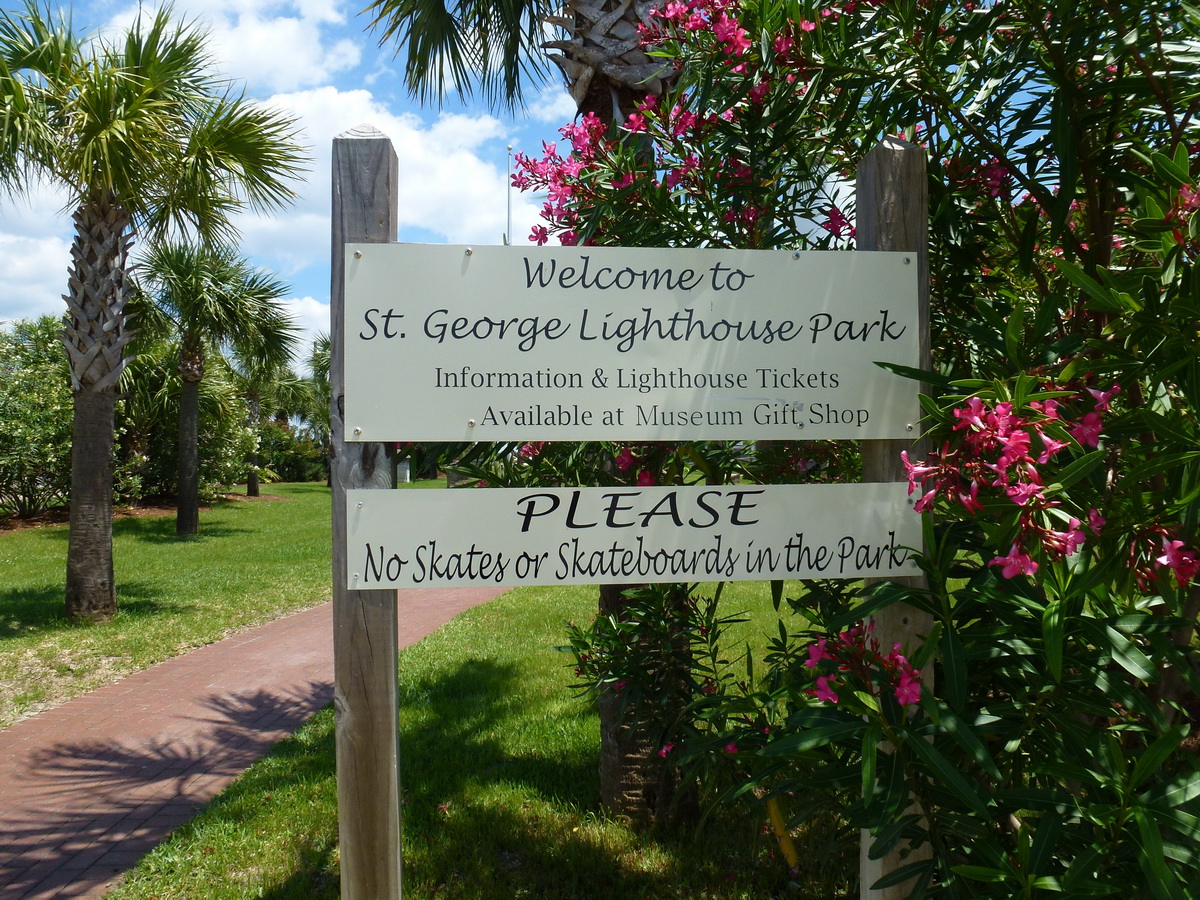 Welcome to
St. George Lighthouse Park
Information & Lighthouse Tickets
Available at Museum Gift Shop
PLEASE
No Skates or Skateboards in the Park